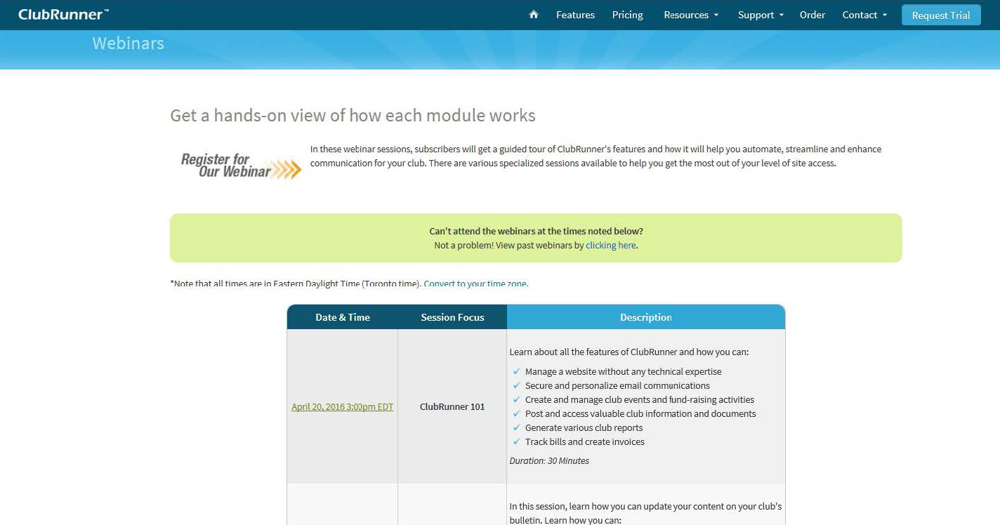 ClubRunner™
Features Pricing Resources Support Order Contact Request Trial
Webinars
Get a hands-on view of how each module works
Register for
Our Webinar
In these webinar sessions, subscribers will get a guided tour of ClubRunner's features and how it will help you automate, streamline and enhance
communication for your club. There are various specialized sessions available to help you get the most out of your level of site access.
Can't attend the webinars at the times noted below?
Not a problem! View past webinars by clicking here.
*Note that all times are in Eastern Daylight Time (Toronto time). Convert to your time zone.
Date & Time Session Focus Description
April 20, 2016 3:00pm EDT
ClubRunner 101
Learn about all the features of ClubRunner and how you can:
✓ Manage a website without any technical expertise
✓ Secure and personalize email communications
✓ Create and manage club events and fund-raising activities
✓ Post and access valuable club information and documents
✓ Generate various club reports
✓ Track bills and create invoices
Duration: 30 Minutes
In this session, learn how you can update your content on your club's
bulletin. Learn how you can: